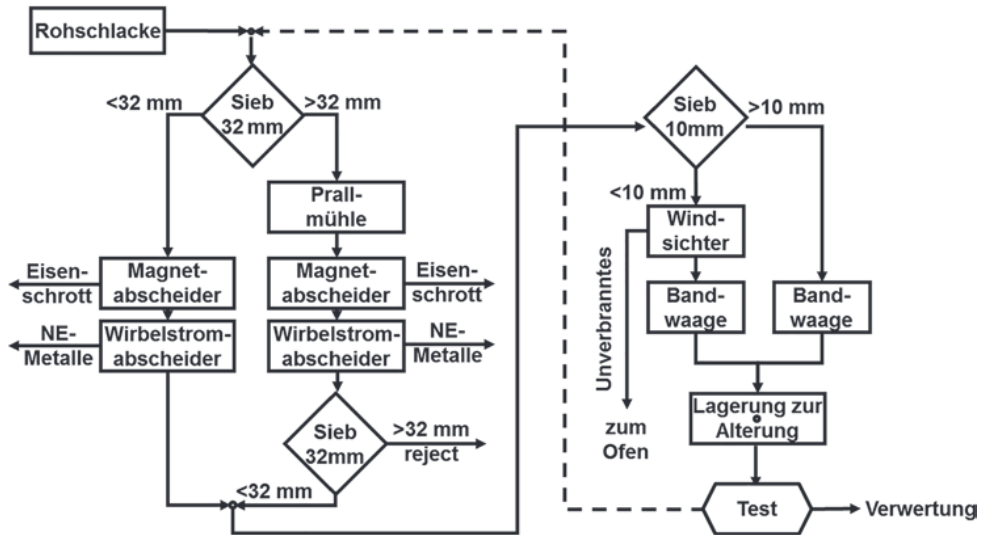 Rohschlacke
<32 mm
Sieb
32 mm
>32 mm
Prall-
mühle
Eisen-
schrott
Magnet-
abscheider
Magnet-
abscheider
Eisen-
schrott
NE-
Metalle
Wirbelstrom-
abscheider
Wirbelstrom-
abscheider
NE-
Metalle
Sieb
32mm
>32 mm
reject
<32 mm
Sieb
10mm
>10 mm
<10 mm
Wind-
sichter
Unverbranntes
zum
Ofen
Band-
waage
Band-
waage
Lagerung zur
Alterung
Test
Verwertung